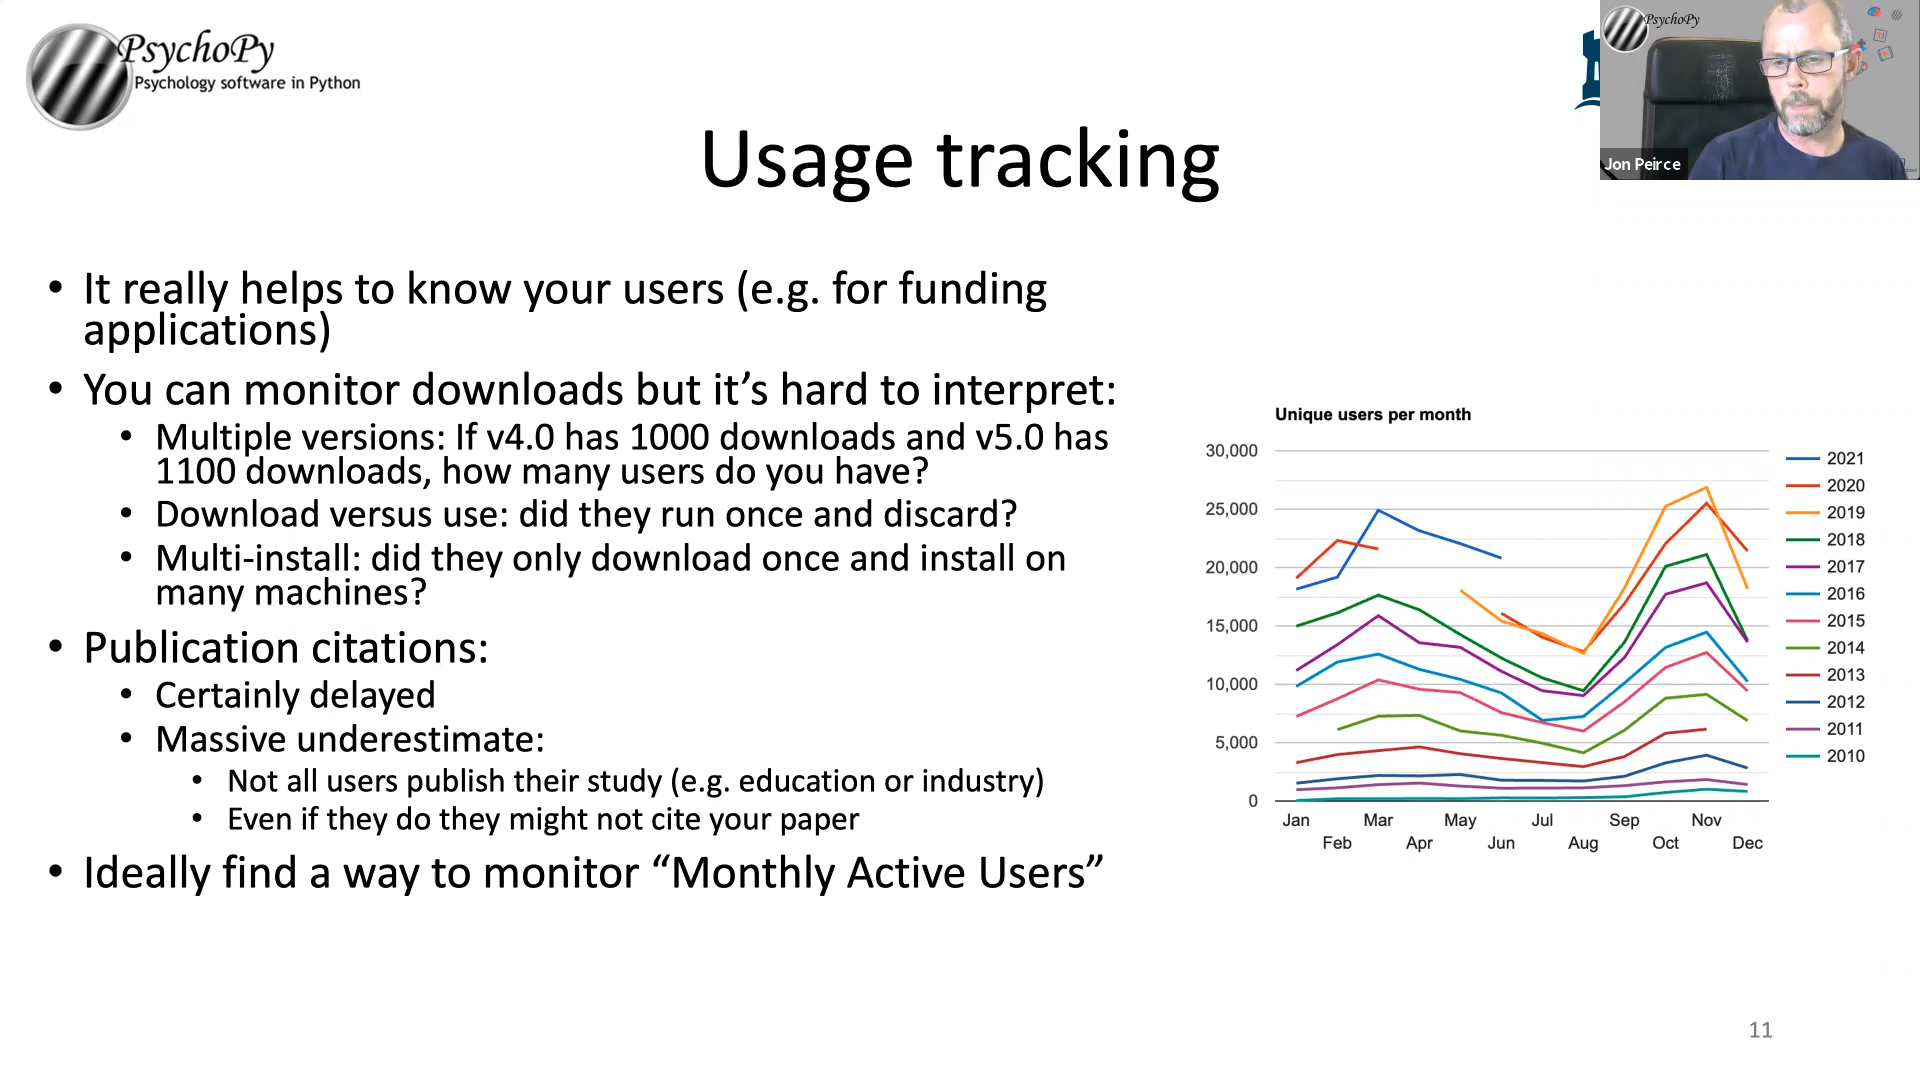 PsychoPy
Psychology software in Python
PsychoPy
Jon Peirce
Usage tracking
• It really helps to know your users (e.g. for funding
applications)
• You can monitor downloads but it’s hard to interpret:
• Multiple versions: If v4.0 has 1000 downloads and v5.0 has
1100 downloads, how many users do you have?
• Download versus use: did they run once and discard?
• Multi-install: did they only download once and install on
many machines?
• Publication citations:
• Certainly delayed
• Massive underestimate:
• Not all users publish their study (e.g. education or industry)
• Even if they do they might not cite your paper
• Ideally find a way to monitor “Monthly Active Users”
Unique users per month
30,000
25,000
20,000
15,000
10,000
5,000
0
Jan
Feb
Mar
Apr
May
Jun
Jul
Aug
Sep
Oct
Nov
Dec
2021
2020
2019
2018
2017
2016
2015
2014
2013
2012
2011
2010
11